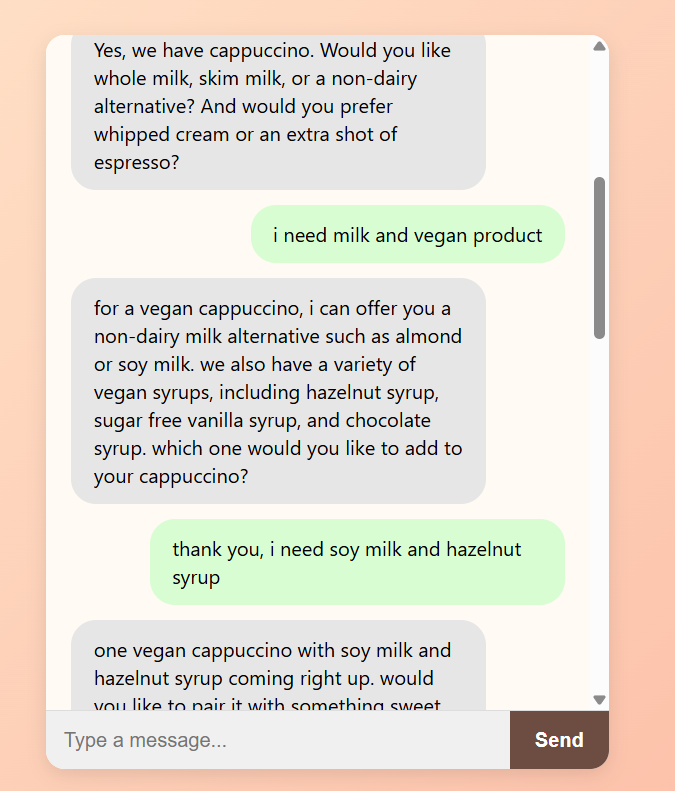 Yes, we have cappuccino. Would you like
whole milk, skim milk, or a non-dairy
alternative? And would you prefer
whipped cream or an extra shot of
espresso?
i need milk and vegan product
for a vegan cappuccino, i can offer you a
non-dairy milk alternative such as almond
or soy milk. we also have a variety of
vegan syrups, including hazelnut syrup,
sugar free vanilla syrup, and chocolate
syrup. which one would you like to add to
your cappuccino?
thank you, i need soy milk and hazelnut
syrup
one vegan cappuccino with soy milk and
hazelnut syrup coming right up. would
you like to pair it with something sweet
Type a message...
Send